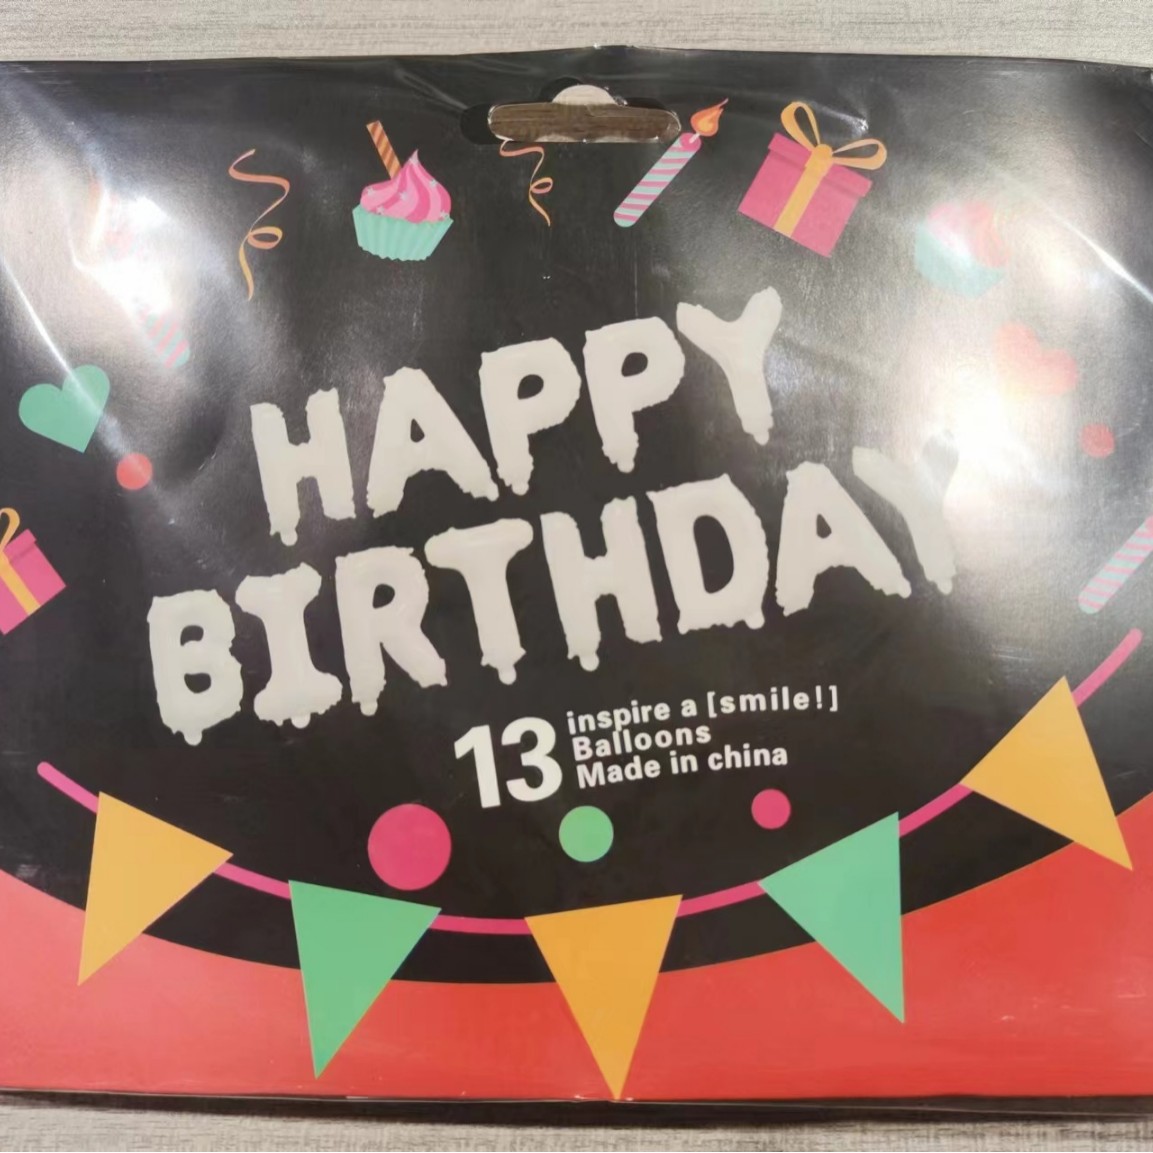 HAPPY
BIRTHDAY
13
inspire a [smile!]
Balloons
Made in china